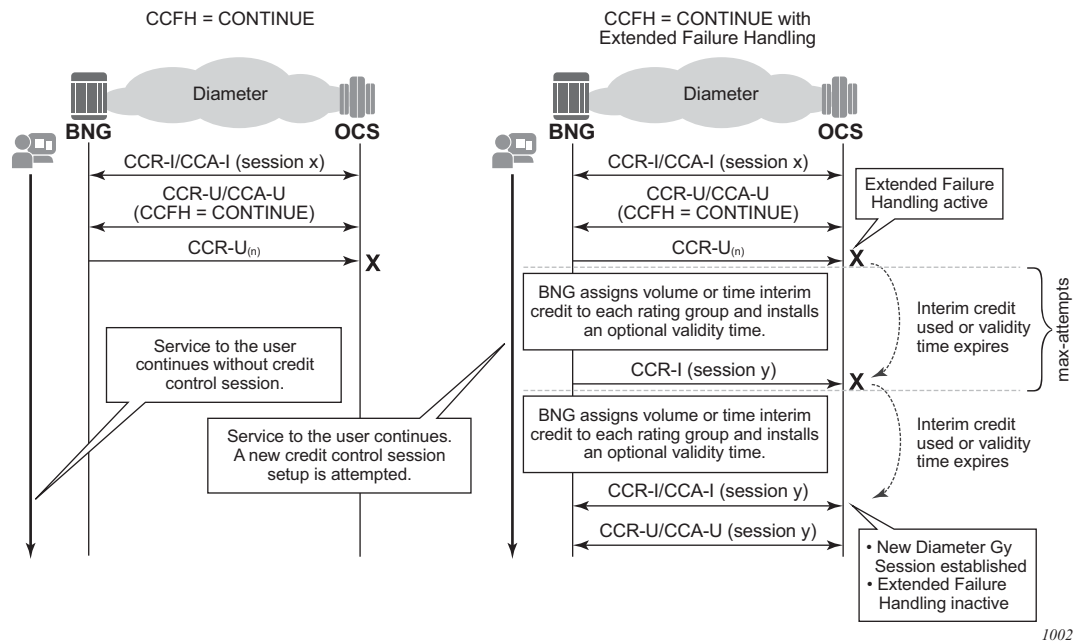 CCFH = CONTINUE
Diameter
BNG
OCS
CCR-I/CCA-I (session x)
CCR-U/CCA-U
(CCFH = CONTINUE)
CCR-U(n)
X
Service to the user
continues without credit
control session.
CCFH = CONTINUE with
Extended Failure Handling
Diameter
BNG
OCS
CCR-I/CCA-I (session x)
CCR-U/CCA-U
(CCFH = CONTINUE)
Extended Failure
Handling active
CCR-U(n)
X
BNG assigns volume or time interim
credit to each rating group and installs
an optional validity time.
Interim credit
used or validity
time expires
max-attempts
CCR-I (session y)
X
Service to the user continues.
A new credit control session
setup is attempted.
BNG assigns volume or time interim
credit to each rating group and installs
an optional validity time.
Interim credit
used or validity
time expires
CCR-I/CCA-I (session y)
CCR-U/CCA-U (session y)
• New Diameter Gy
Session established
• Extended Failure
Handling inactive
1002